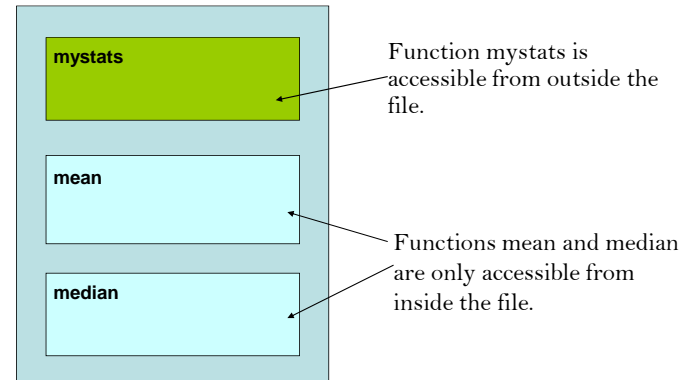 mystats
Function mystats is
accessible from outside the
file.
mean
Functions mean and median
are only accessible from
inside the file.
median